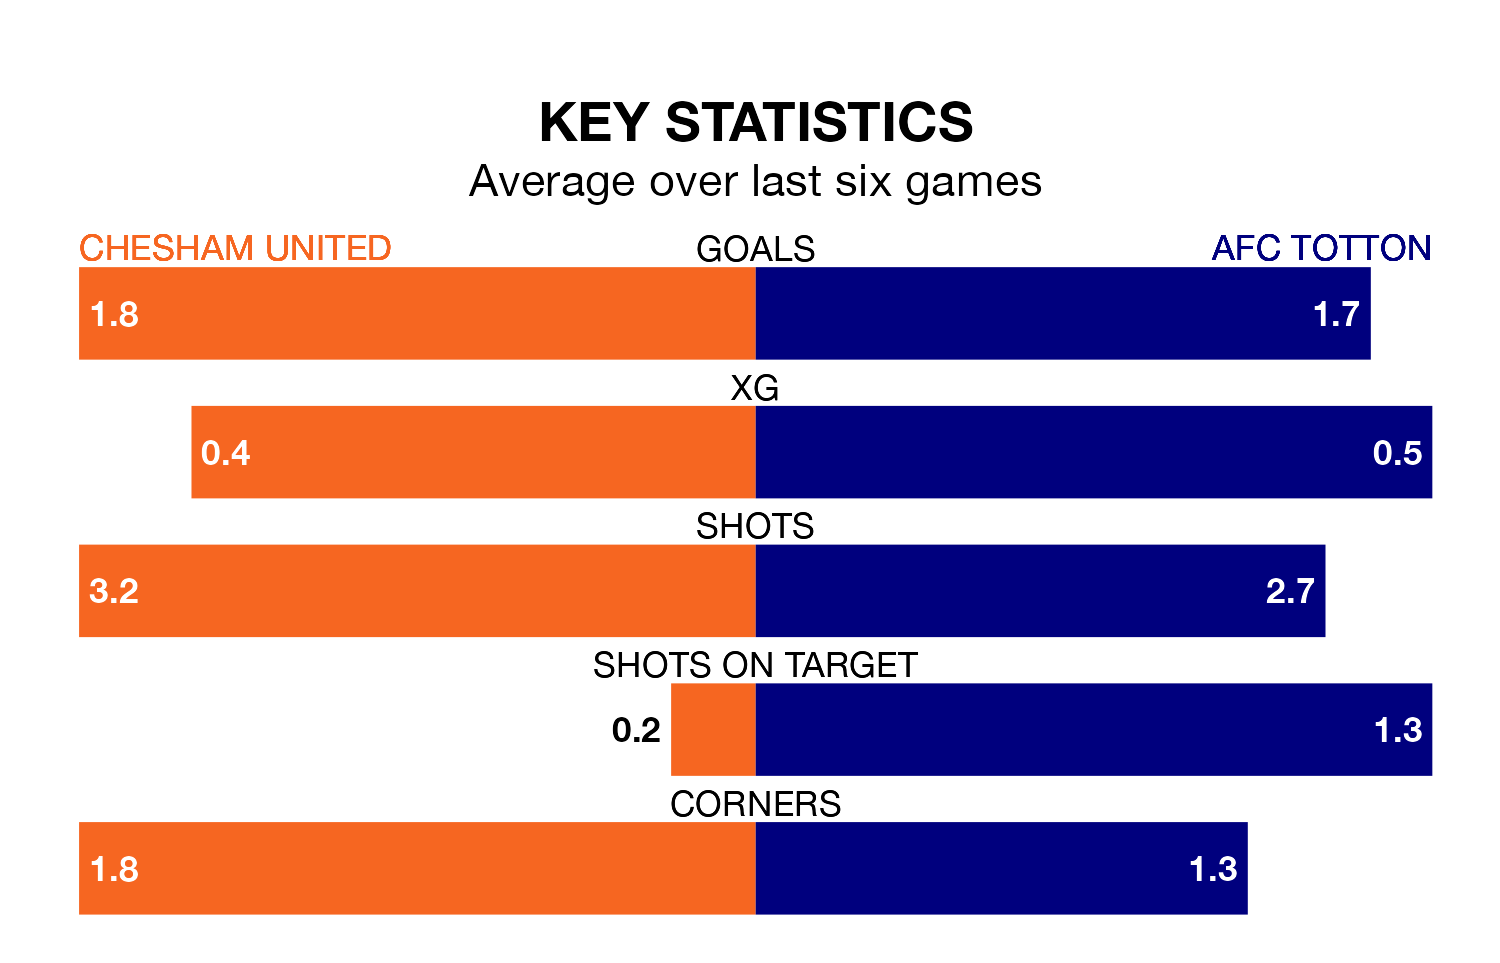 KEY STATISTICS
Average over last six games
CHESHAM UNITED GOALS AFC TOTTON
1.8 1.7
XG
0.4 0.5
SHOTS
3.2 2.7
SHOTS ON TARGET
0.2 1.3
CORNERS
1.8 1.3